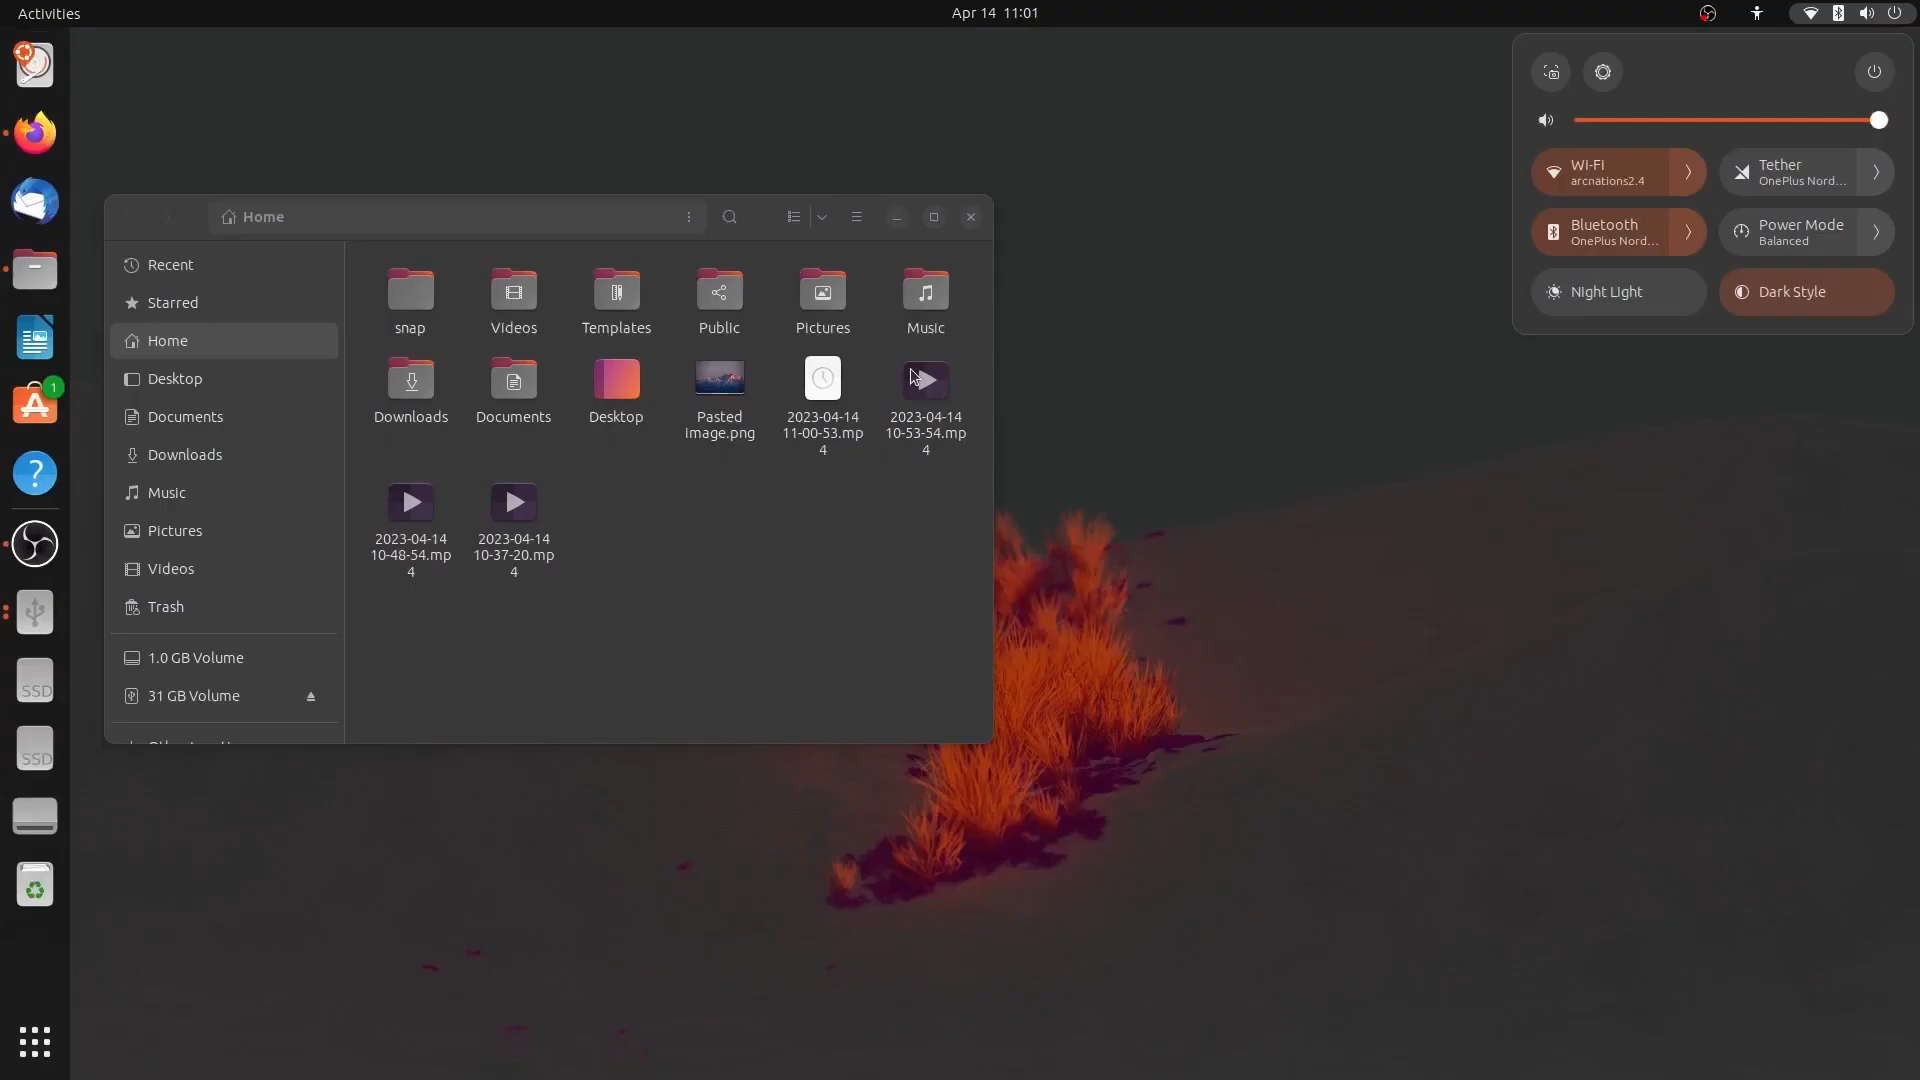 Activities
Apr 14 11:01
WI-FI
arcnations2.4
Tether
OnePlus Nord...
Bluetooth
OnePlus Nord...
Power Mode
Balanced
Night Light
Dark Style
Home
Recent
Starred
Home
Desktop
Documents
Downloads
Music
Pictures
Videos
Trash
1.0 GB Volume
31 GB Volume
snap
Videos
Templates
Public
Pictures
Music
Downloads
Documents
Desktop
Pasted
image.png
2023-04-14
11-00-53.mp
4
2023-04-14
10-53-54.mp
4
2023-04-14
10-48-54.mp
4
2023-04-14
10-37-20.mp
4
1
SSD
SSD